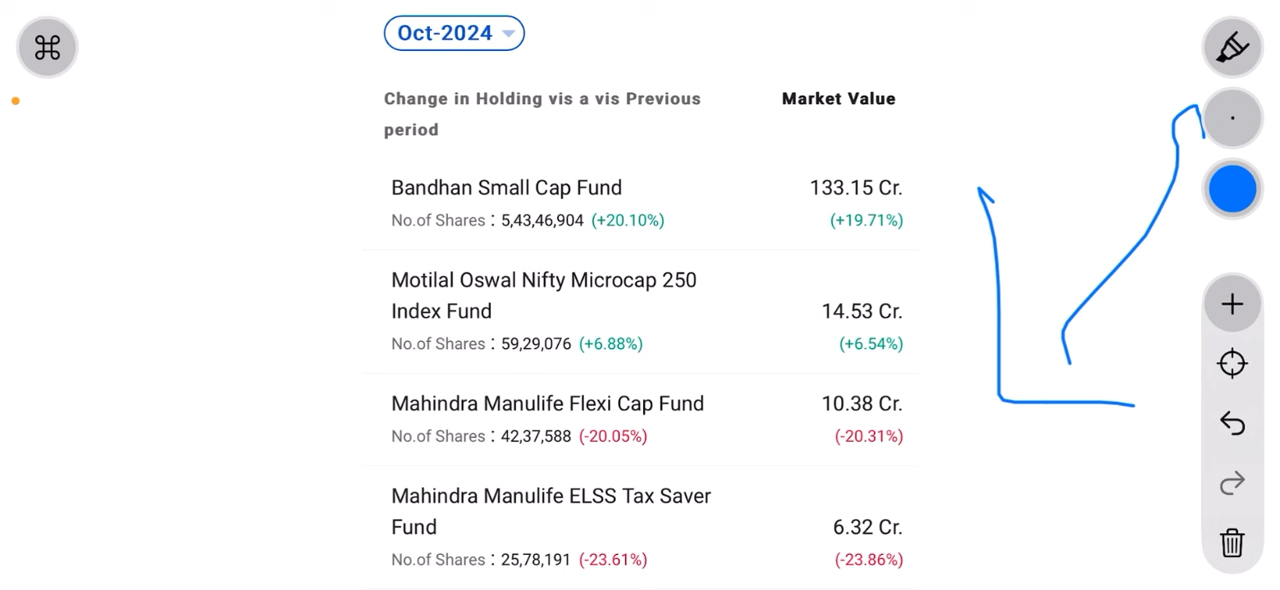 Oct-2024
Change in Holding vis a vis Previous period Market Value
Bandhan Small Cap Fund 133.15 Cr.
No.of Shares : 5,43,46,904 (+20.10%) (+19.71%)
Motilal Oswal Nifty Microcap 250
Index Fund 14.53 Cr.
No.of Shares : 59,29,076 (+6.88%) (+6.54%)
Mahindra Manulife Flexi Cap Fund 10.38 Cr.
No.of Shares : 42,37,588 (-20.05%) (-20.31%)
Mahindra Manulife ELSS Tax Saver
Fund 6.32 Cr.
No.of Shares : 25,78,191 (-23.61%) (-23.86%)